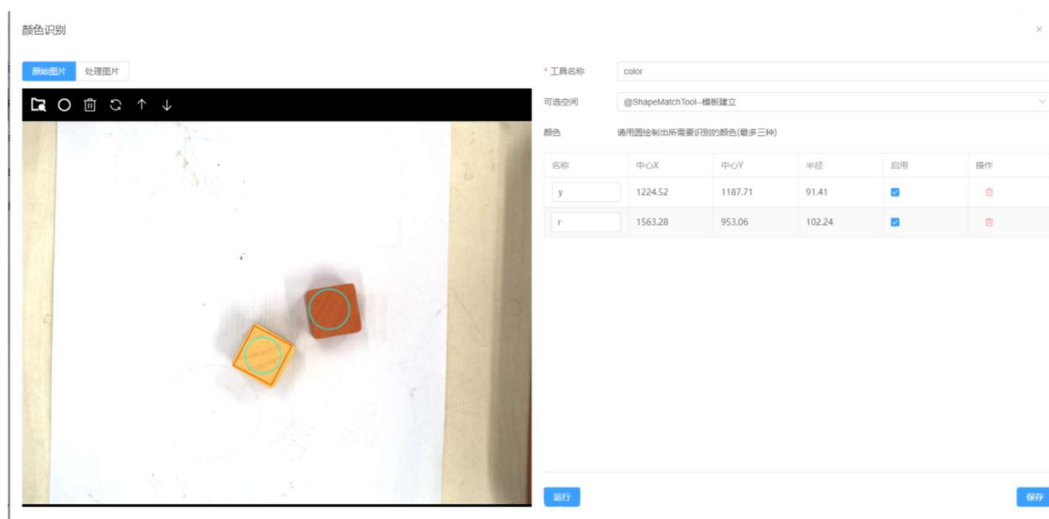 颜色识别
原始图片 处理图片
* 工具名称 color
可选空间 @ShapeMatchTool--模板建立
颜色 请用圆绘制出所需要识别的颜色(最多三种)
名称 中心X 中心Y 半径 启用 操作
y 1224.52 1187.71 91.41
r 1563.28 953.06 102.24
运行 保存